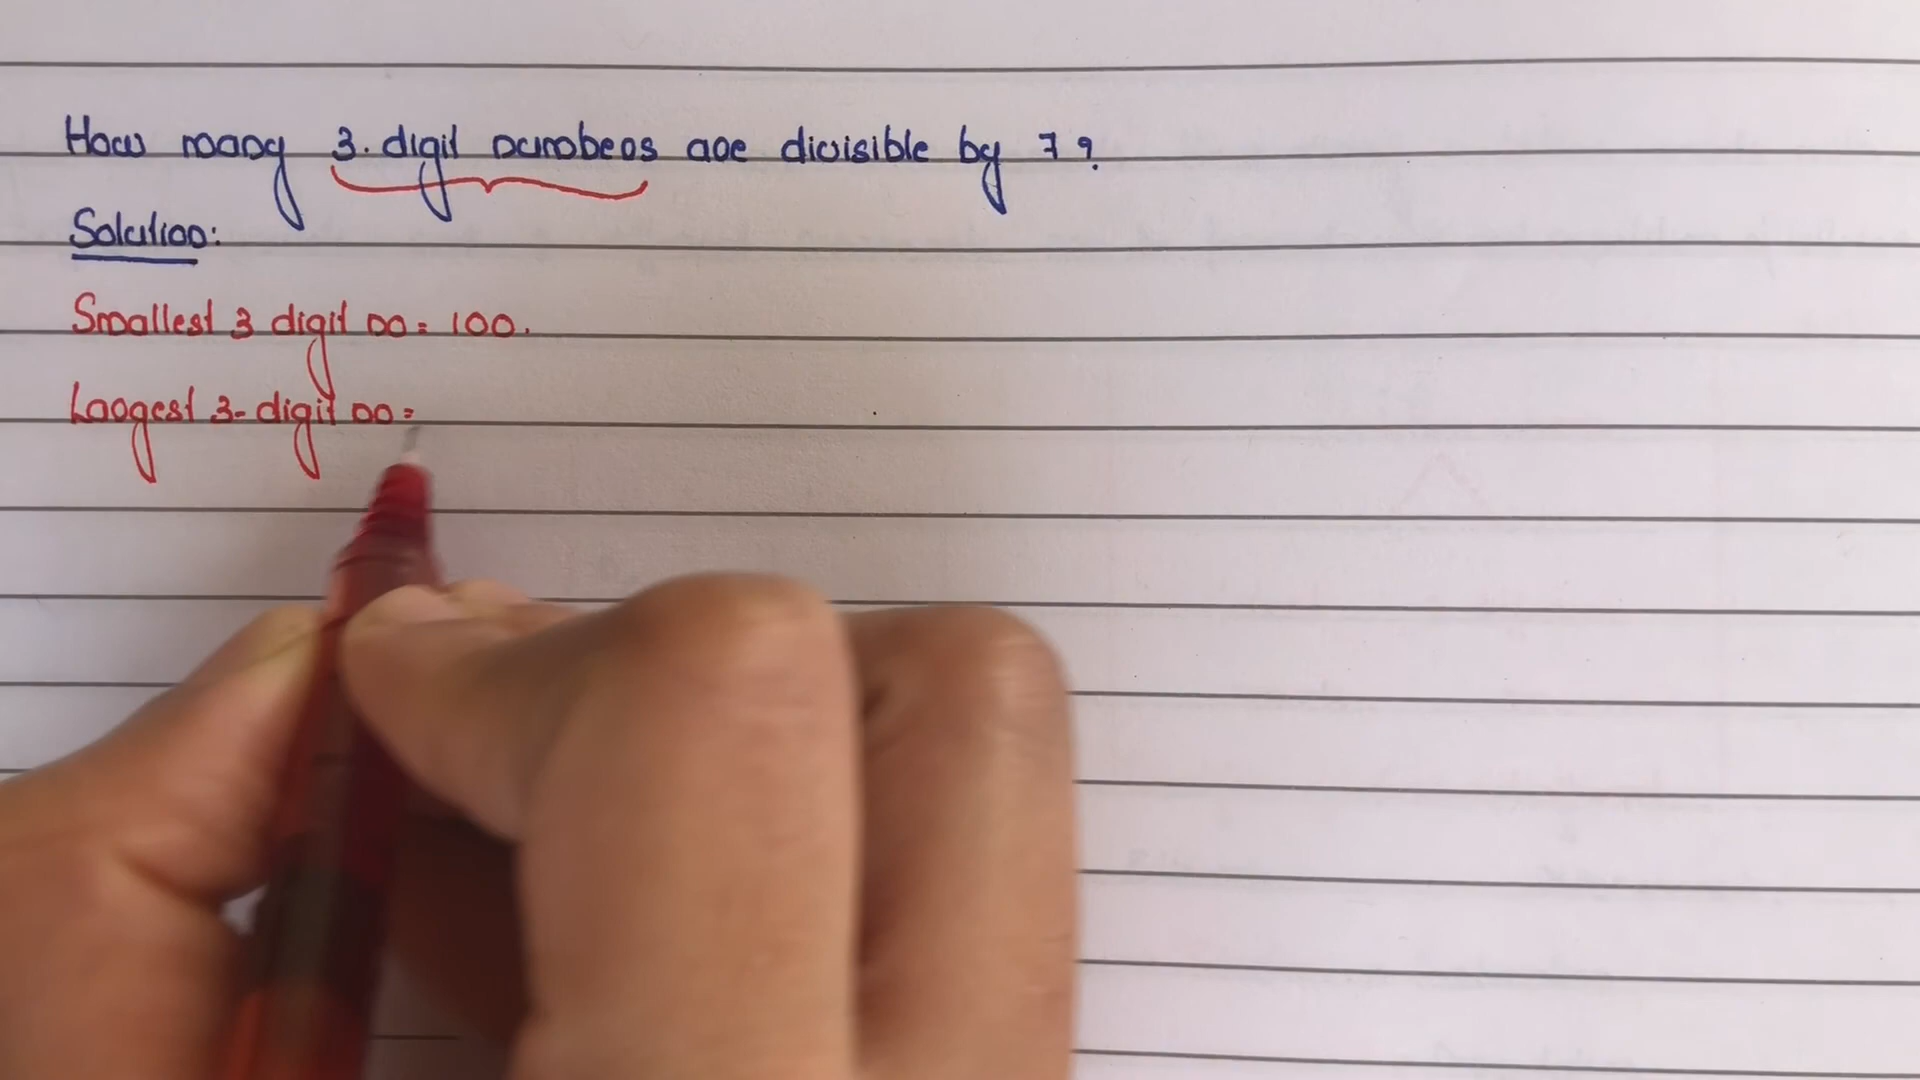 How many 3-digit numbers are divisible by 7?
Solution:
Smallest 3 digit no = 100.
Largest 3-digit no =